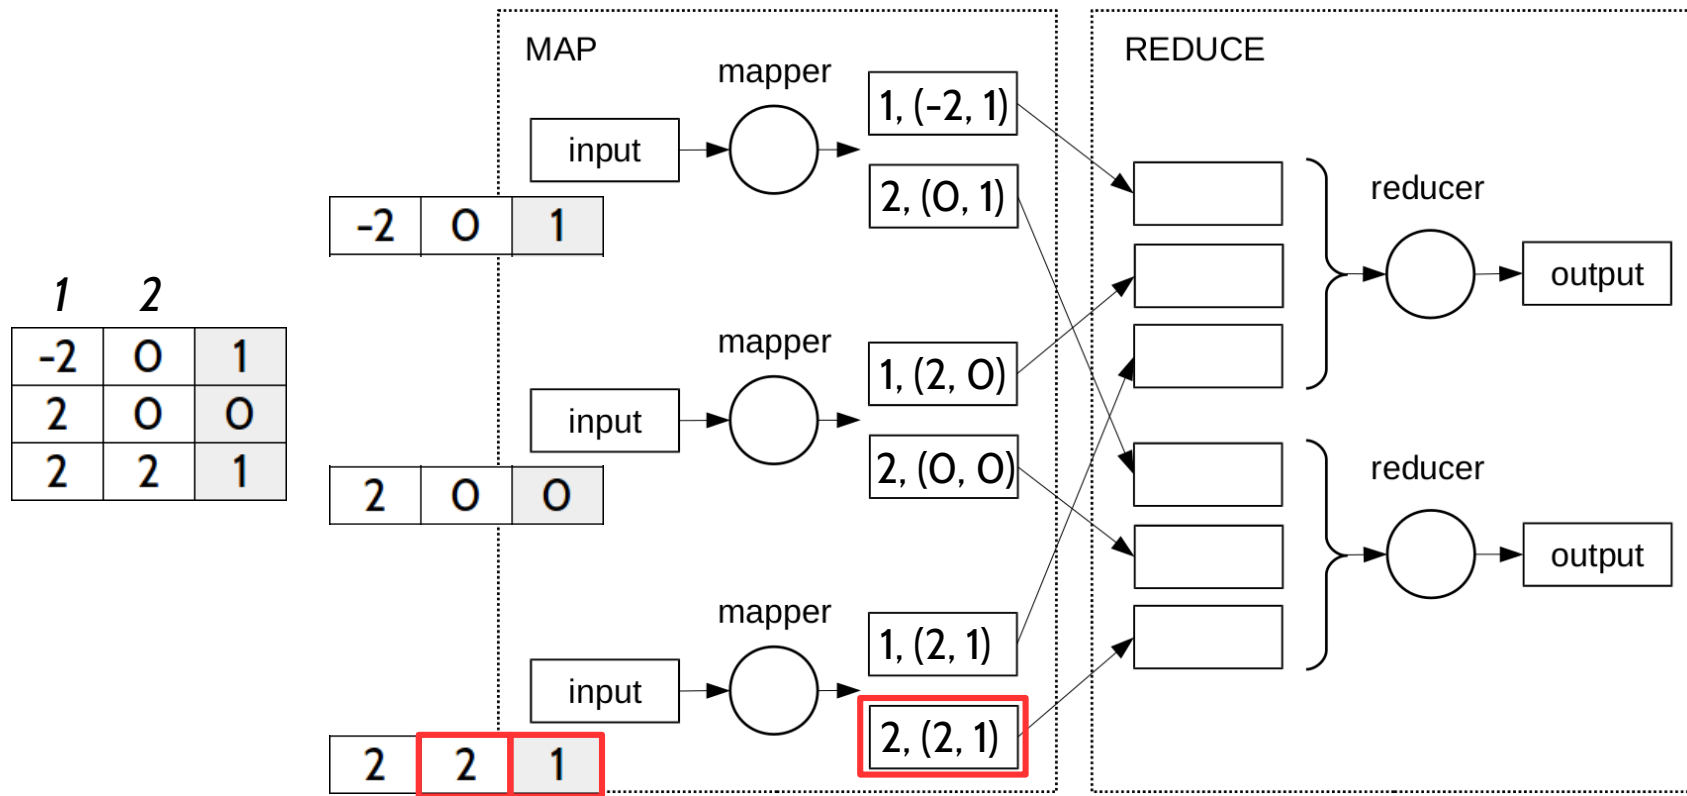 MAP
REDUCE
mapper
1, (-2, 1)
input
2, (0, 1)
reducer
-2 0 1
output
1 2
-2 0 1
2 0 0
2 2 1
mapper
1, (2, 0)
input
2, (0, 0)
reducer
2 0 0
output
mapper
1, (2, 1)
input
2, (2, 1)
2 2 1